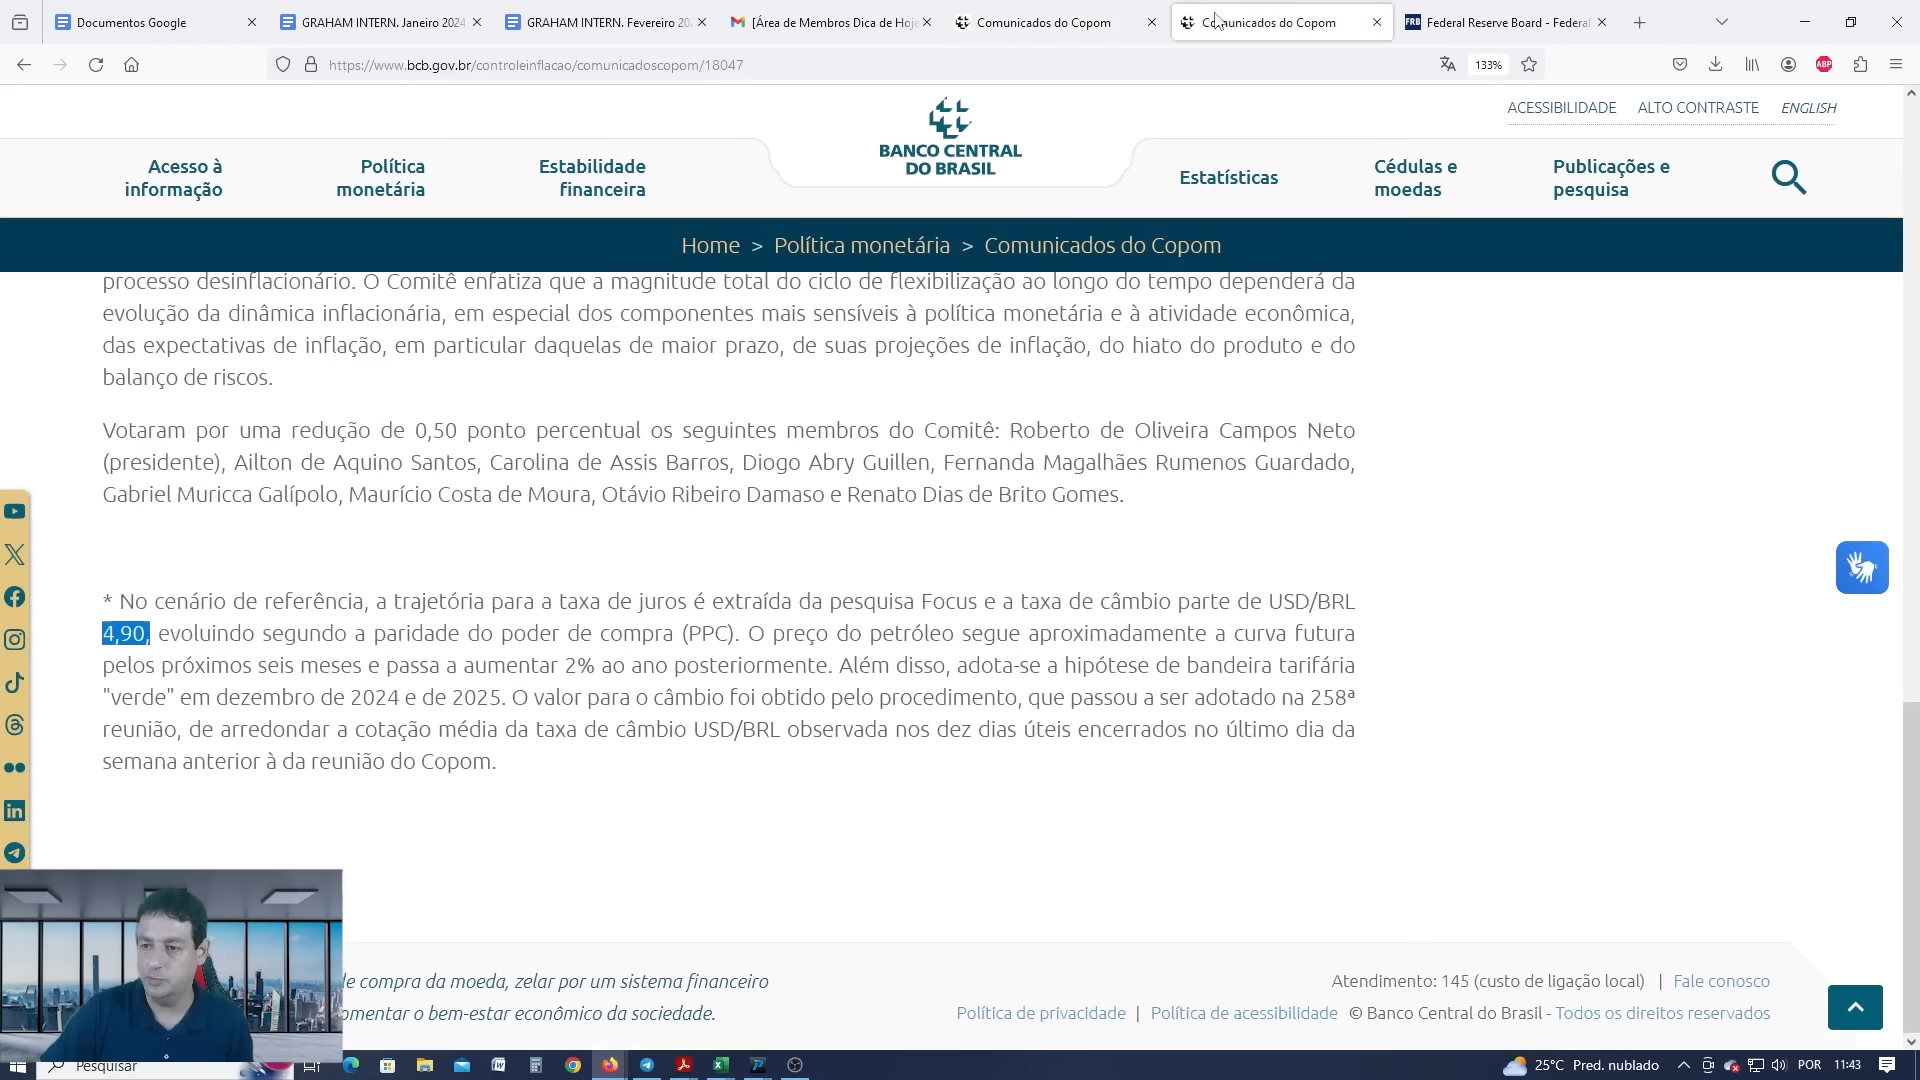 Documentos Google
GRAHAM INTERN. Janeiro 2024
GRAHAM INTERN. Fevereiro 20
[Área de Membros Dica de Hoje
Comunicados do Copom
Comunicados do Copom
Federal Reserve Board - Federal
https://www.bcb.gov.br/controleinflacao/comunicadoscopom/18047
133%
ABP
ACESSIBILIDADE ALTO CONTRASTE ENGLISH
BANCO CENTRAL
DO BRASIL
Acesso à
informação
Política
monetária
Estabilidade
financeira
Estatísticas
Cédulas e
moedas
Publicações e
pesquisa
Home > Política monetária > Comunicados do Copom
processo desinflacionário. O Comitê enfatiza que a magnitude total do ciclo de flexibilização ao longo do tempo dependerá da
evolução da dinâmica inflacionária, em especial dos componentes mais sensíveis à política monetária e à atividade econômica,
das expectativas de inflação, em particular daquelas de maior prazo, de suas projeções de inflação, do hiato do produto e do
balanço de riscos.
Votaram por uma redução de 0,50 ponto percentual os seguintes membros do Comitê: Roberto de Oliveira Campos Neto
(presidente), Ailton de Aquino Santos, Carolina de Assis Barros, Diogo Abry Guillen, Fernanda Magalhães Rumenos Guardado,
Gabriel Muricca Galípolo, Maurício Costa de Moura, Otávio Ribeiro Damaso e Renato Dias de Brito Gomes.
* No cenário de referência, a trajetória para a taxa de juros é extraída da pesquisa Focus e a taxa de câmbio parte de USD/BRL
4,90, evoluindo segundo a paridade do poder de compra (PPC). O preço do petróleo segue aproximadamente a curva futura
pelos próximos seis meses e passa a aumentar 2% ao ano posteriormente. Além disso, adota-se a hipótese de bandeira tarifária
"verde" em dezembro de 2024 e de 2025. O valor para o câmbio foi obtido pelo procedimento, que passou a ser adotado na 258ª
reunião, de arredondar a cotação média da taxa de câmbio USD/BRL observada nos dez dias úteis encerrados no último dia da
semana anterior à da reunião do Copom.
de compra da moeda, zelar por um sistema financeiro
omentar o bem-estar econômico da sociedade.
Atendimento: 145 (custo de ligação local) | Fale conosco
Política de privacidade | Política de acessibilidade © Banco Central do Brasil - Todos os direitos reservados
Pesquisar
25°C Pred. nublado
POR
11:43